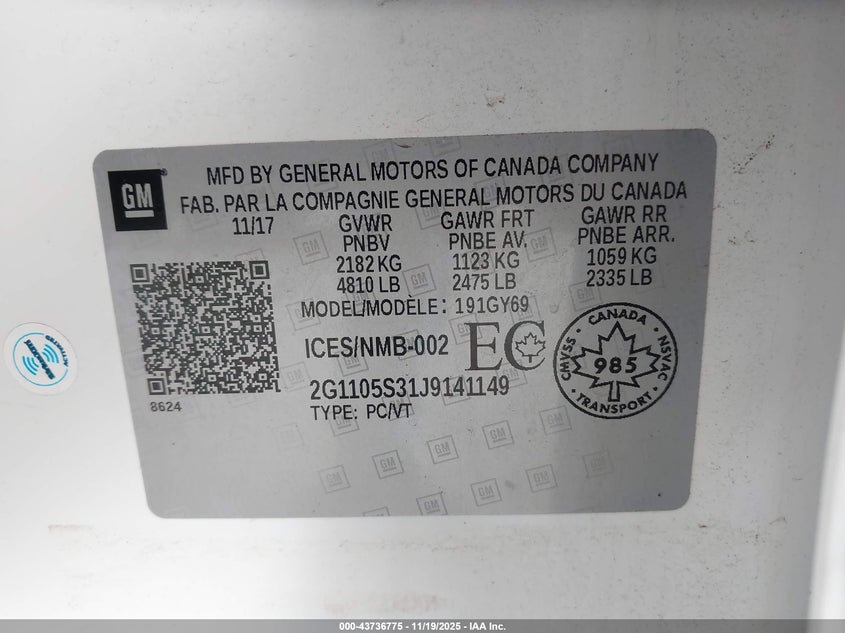 GM
MFD BY GENERAL MOTORS OF CANADA COMPANY
FAB. PAR LA COMPAGNIE GENERAL MOTORS DU CANADA
11/17 GVWR GAWR FRT GAWR RR
PNBV PNBE AV. PNBE ARR.
2182 KG 1123 KG 1059 KG
4810 LB 2475 LB 2335 LB
MODEL/MODÈLE: 191GY69
ICES/NMB-002 EC
CANADA
CMVSS 985 NSVAC
TRANSPORT
2G1105S31J9141149
TYPE: PC/VT
8624
SiriusXM
ACTIVATED
000-43736775 - 11/19/2025 - IAA Inc.